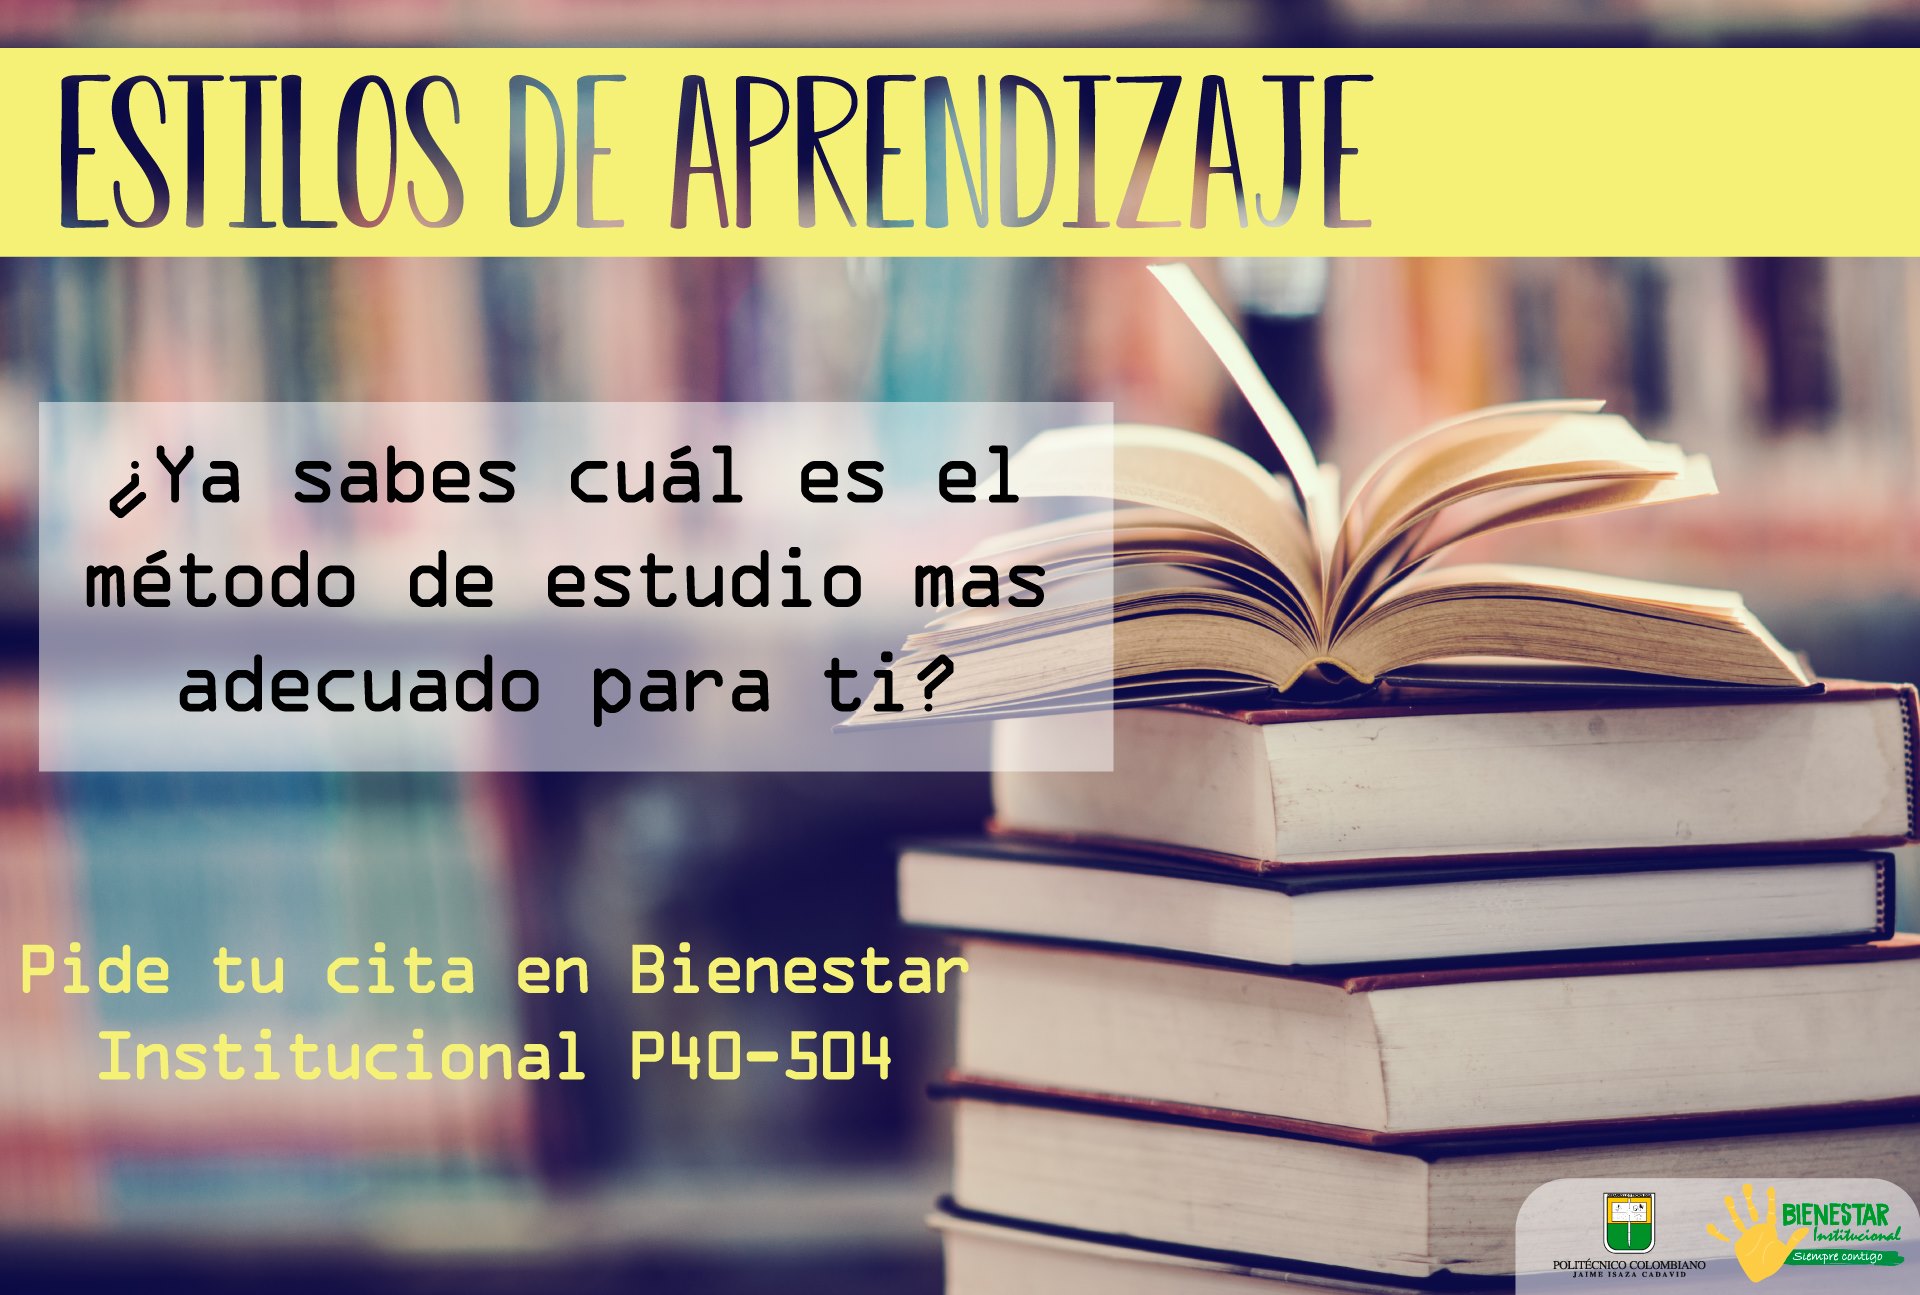 ESTILOS DE APRENDIZAJE
¿Ya sabes cuál es el
método de estudio mas
adecuado para ti?
Pide tu cita en Bienestar
Institucional P40-504
POLITÉCNICO COLOMBIANO
JAIME ISAZA CADAVID
BIENESTAR
Institucional
Siempre contigo